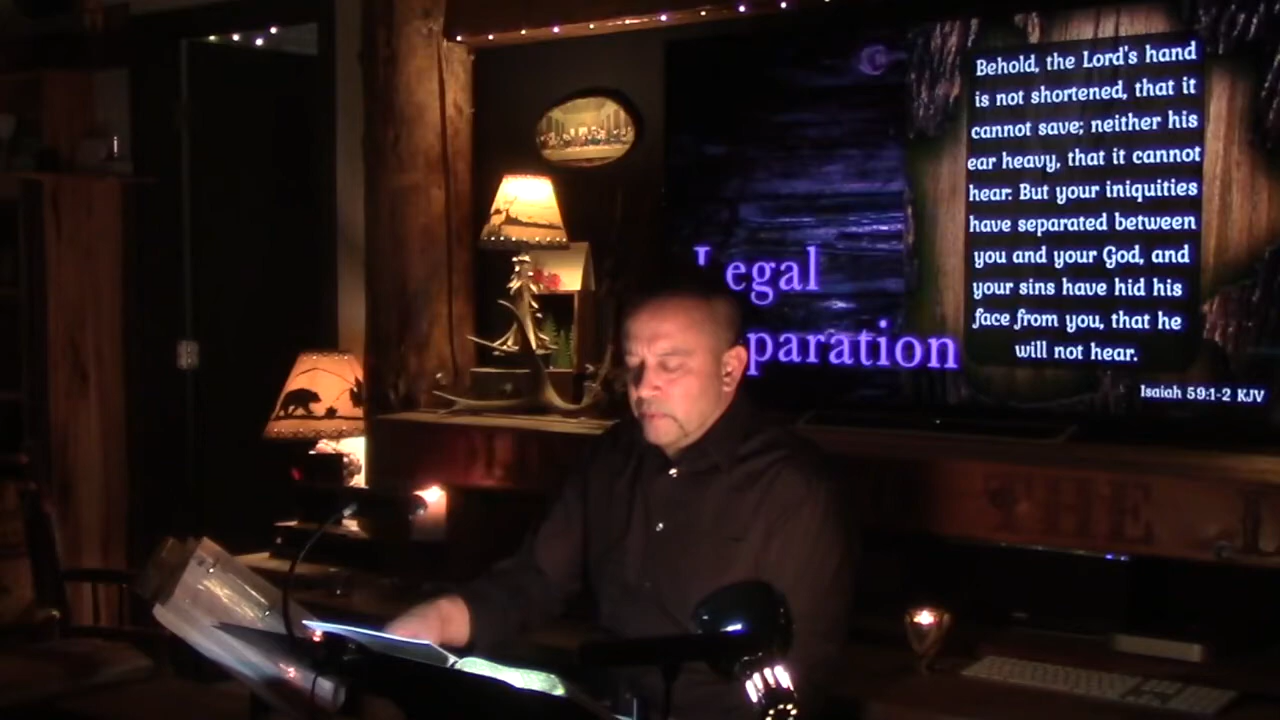 Legal
paration
Behold, the Lord's hand
is not shortened, that it
cannot save; neither his
ear heavy, that it cannot
hear: But your iniquities
have separated between
you and your God, and
your sins have hid his
face from you, that he
will not hear.
Isaiah 59:1-2 KJV
THE